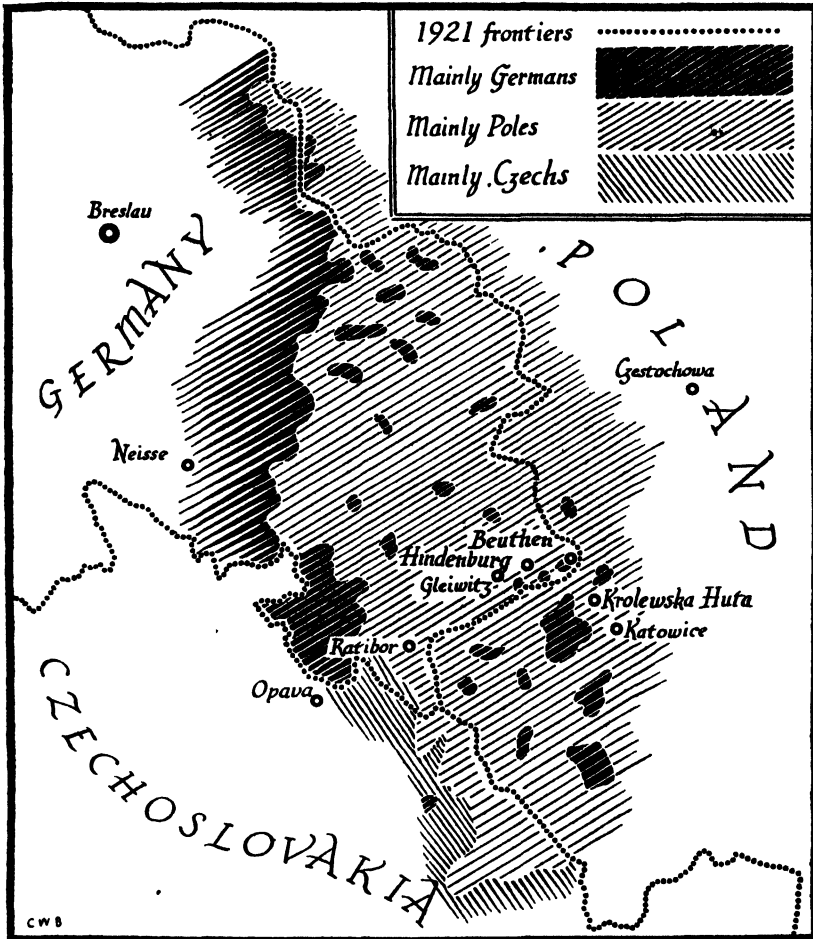 1921 frontiers
Mainly Germans
Mainly Poles
Mainly Czechs
Breslau
GERMANY
POLAND
Czestochowa
Neisse
Beuthen
Hindenburg
Gleiwitz
Krolewska Huta
Katowice
Ratibor
Opava
CZECHOSLOVAKIA
CWB